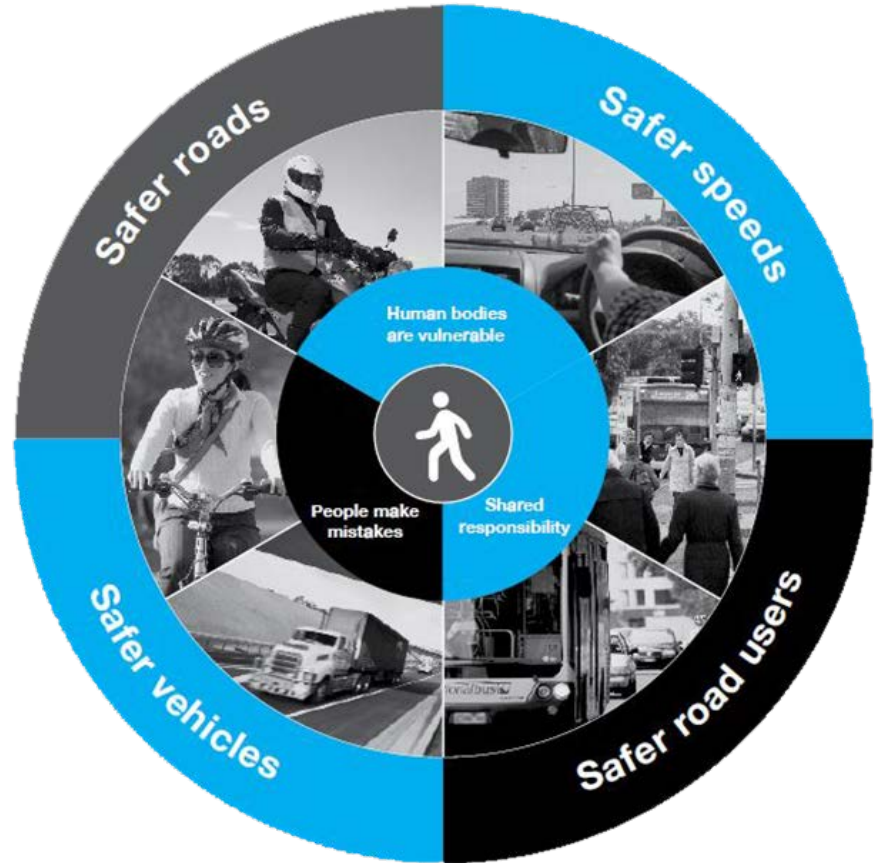 Safer roads
Safer speeds
Human bodies
are vulnerable
People make
mistakes
Shared
responsibility
Safer vehicles
Safer road users